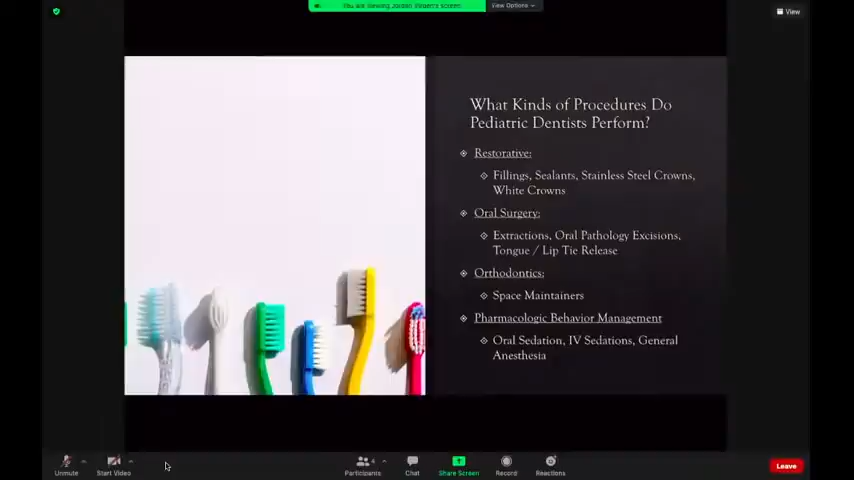 You are viewing Jordan
screen
View Options
View
What Kinds of Procedures Do
Pediatric Dentists Perform?
Restorative:
Fillings, Sealants, Stainless Steel Crowns,
White Crowns
Oral Surgery:
Extractions, Oral Pathology Excisions,
Tongue / Lip Tie Release
Orthodontics:
Space Maintainers
Pharmacologic Behavior Management
Oral Sedation, IV Sedations, General
Anesthesia
Unmute
Start Video
Participants
4
Chat
Share Screen
Record
Reactions
Leave